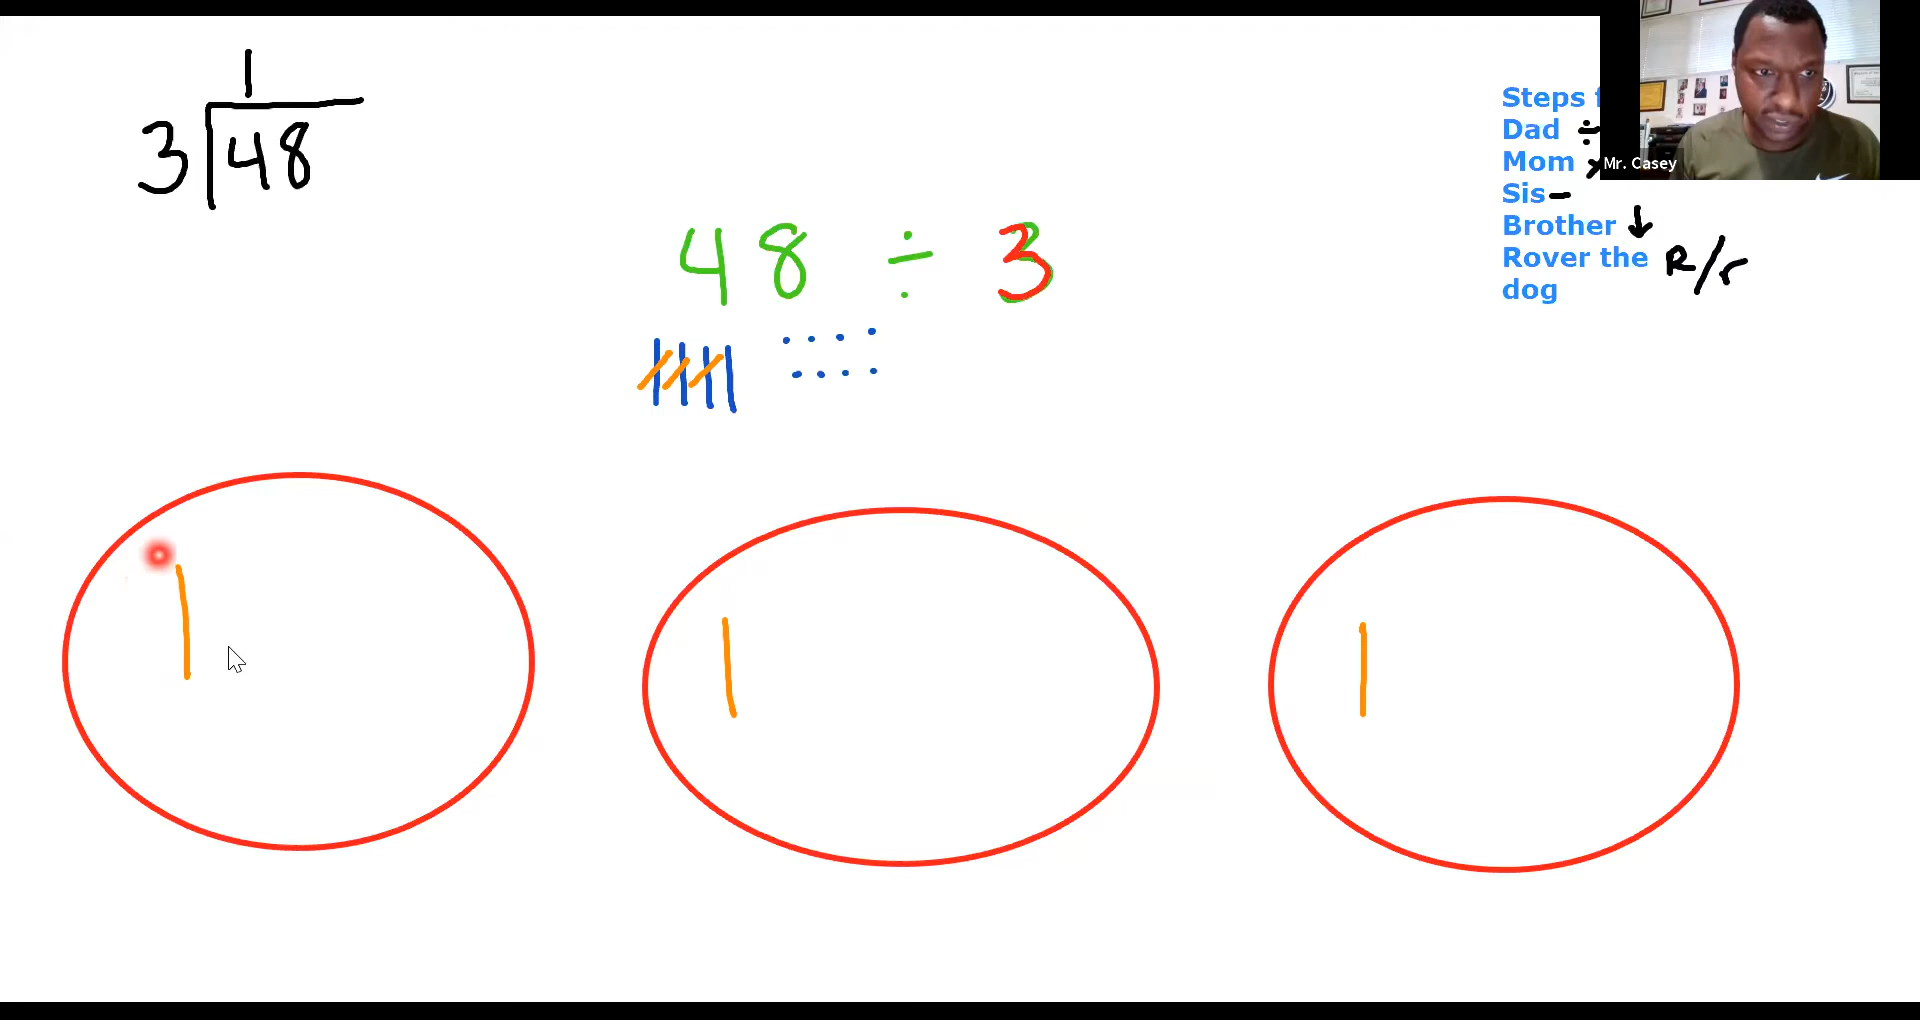 1
3 48
48 ÷ 3
Steps
Dad ÷
Mom
Sis -
Brother ↓
Rover the R/r
dog
Mr. Casey